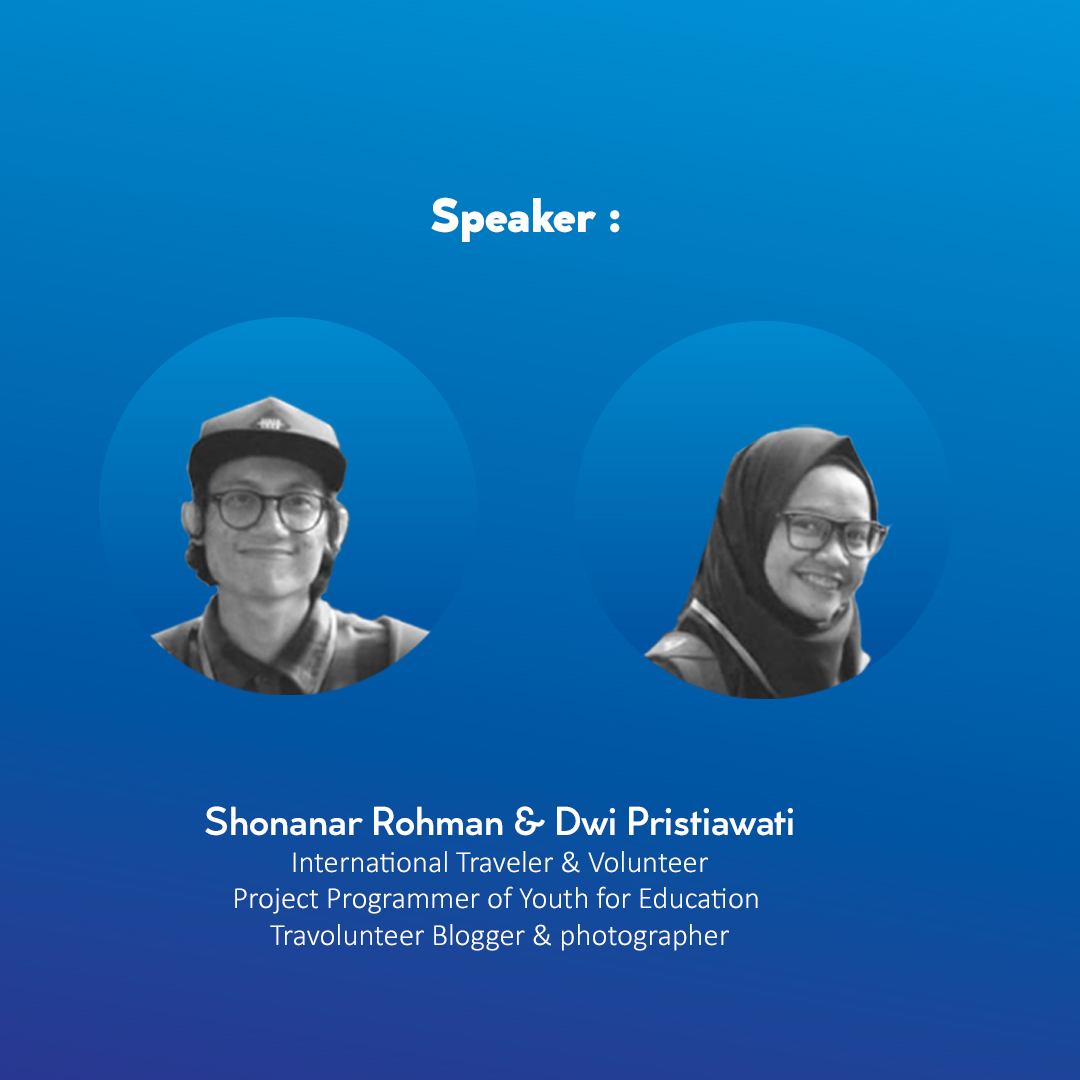 Speaker :
Shonanar Rohman & Dwi Pristiawati
International Traveler & Volunteer
Project Programmer of Youth for Education
Travolunteer Blogger & photographer